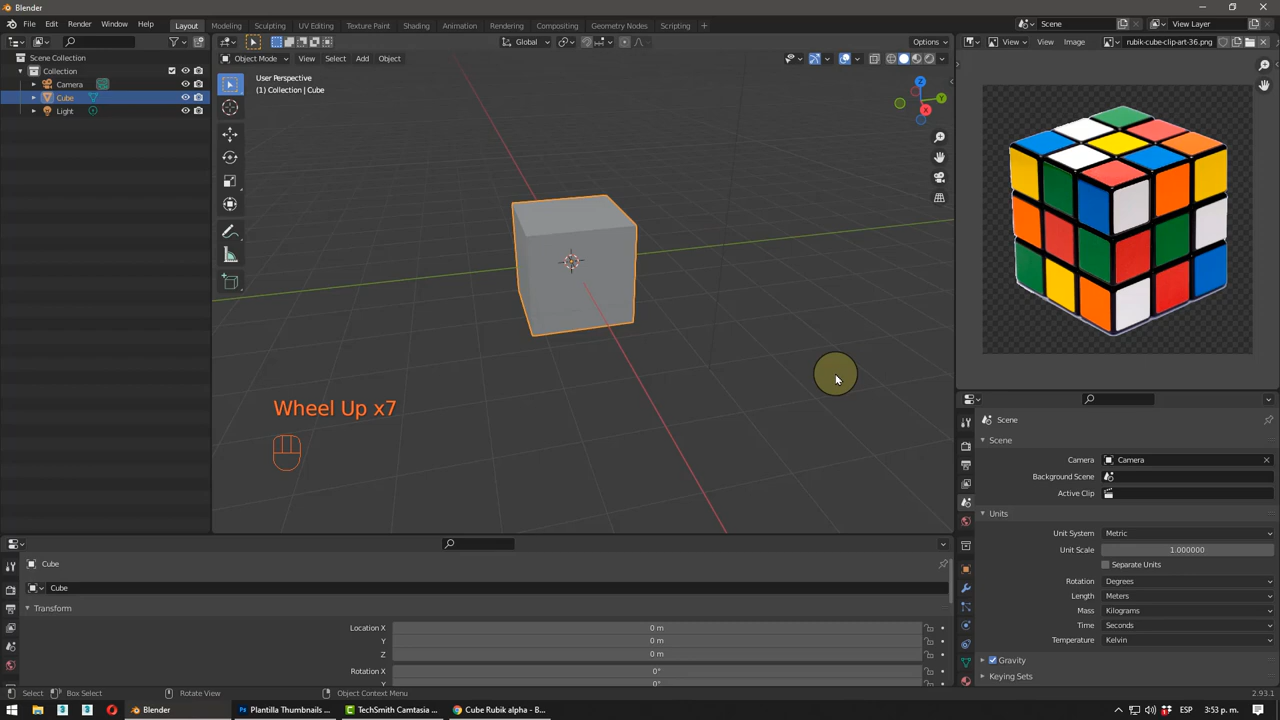 Blender
File Edit Render Window Help
Layout Modeling Sculpting UV Editing Texture Paint Shading Animation Rendering Compositing Geometry Nodes Scripting +
Scene View Layer
Global Options
Object Mode View Select Add Object
View View Image rubik-cube-clip-art-36.png
Scene Collection
Collection
Camera
Cube
Light
User Perspective
(1) Collection | Cube
Z
Y
X
Wheel Up x7
Scene
Scene
Camera Camera
Background Scene
Active Clip
Units
Unit System Metric
Unit Scale 1.000000
Separate Units
Rotation Degrees
Length Meters
Mass Kilograms
Time Seconds
Temperature Kelvin
Gravity
Keying Sets
Cube
Cube
Transform
Location X 0 m
Y 0 m
Z 0 m
Rotation X 0°
Y 0°
Select Box Select Rotate View Object Context Menu
Blender Plantilla Thumbnails ... TechSmith Camtasia ... Cube Rubik alpha - B... ESP 3:53 p. m.